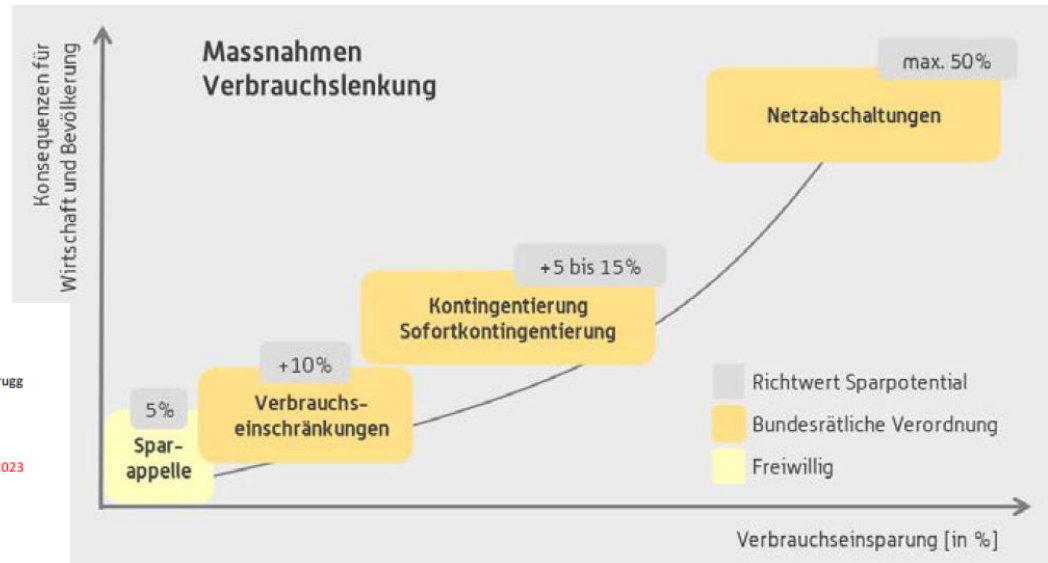 Konsequenzen für
Wirtschaft und Bevölkerung
Massnahmen
Verbrauchslenkung
max. 50%
Netzabschaltungen
+5 bis 15%
Kontingentierung
Sofortkontingentierung
+10%
Verbrauchs-
einschränkungen
5%
Spar-
appelle
Richtwert Sparpotential
Bundesrätliche Verordnung
Freiwillig
Verbrauchseinsparung [in %]